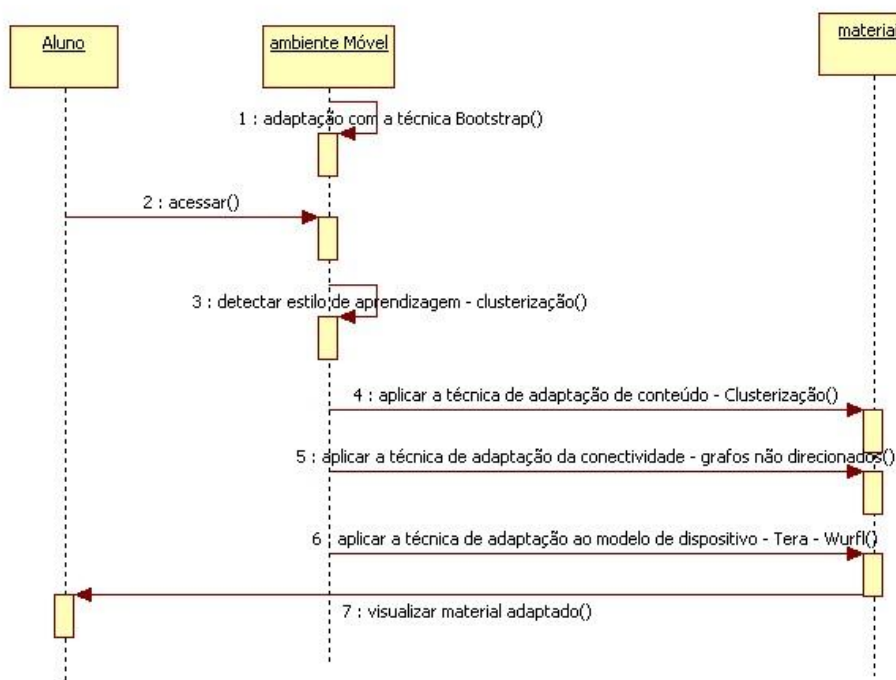 Aluno
ambiente Móvel
material
1 : adaptação com a técnica Bootstrap()
2 : acessar()
3 : detectar estilo de aprendizagem - clusterização()
4 : aplicar a técnica de adaptação de conteúdo - Clusterização()
5 : aplicar a técnica de adaptação da conectividade - grafos não direcionados()
6 : aplicar a técnica de adaptação ao modelo de dispositivo - Tera - Wurfl()
7 : visualizar material adaptado()